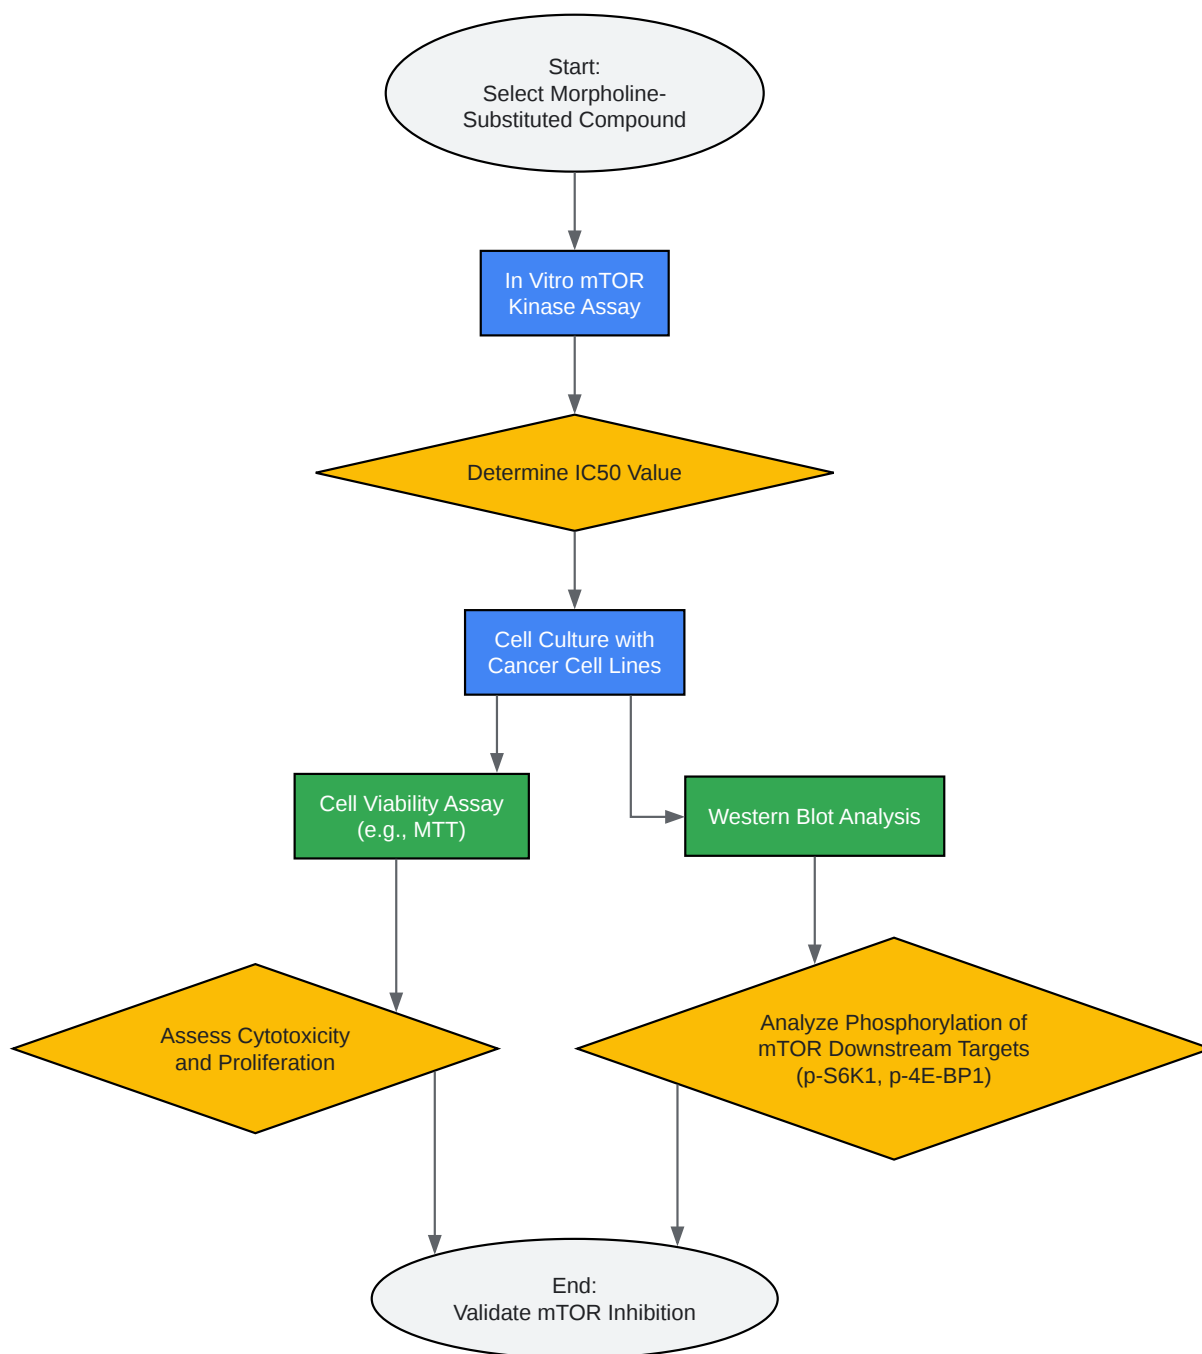 Start:
Select Morpholine-
Substituted Compound
In Vitro mTOR
Kinase Assay
Determine IC50 Value
Cell Culture with
Cancer Cell Lines
Cell Viability Assay
(e.g., MTT)
Western Blot Analysis
Assess Cytotoxicity
and Proliferation
Analyze Phosphorylation of
mTOR Downstream Targets
(p-S6K1, p-4E-BP1)
End:
Validate mTOR Inhibition